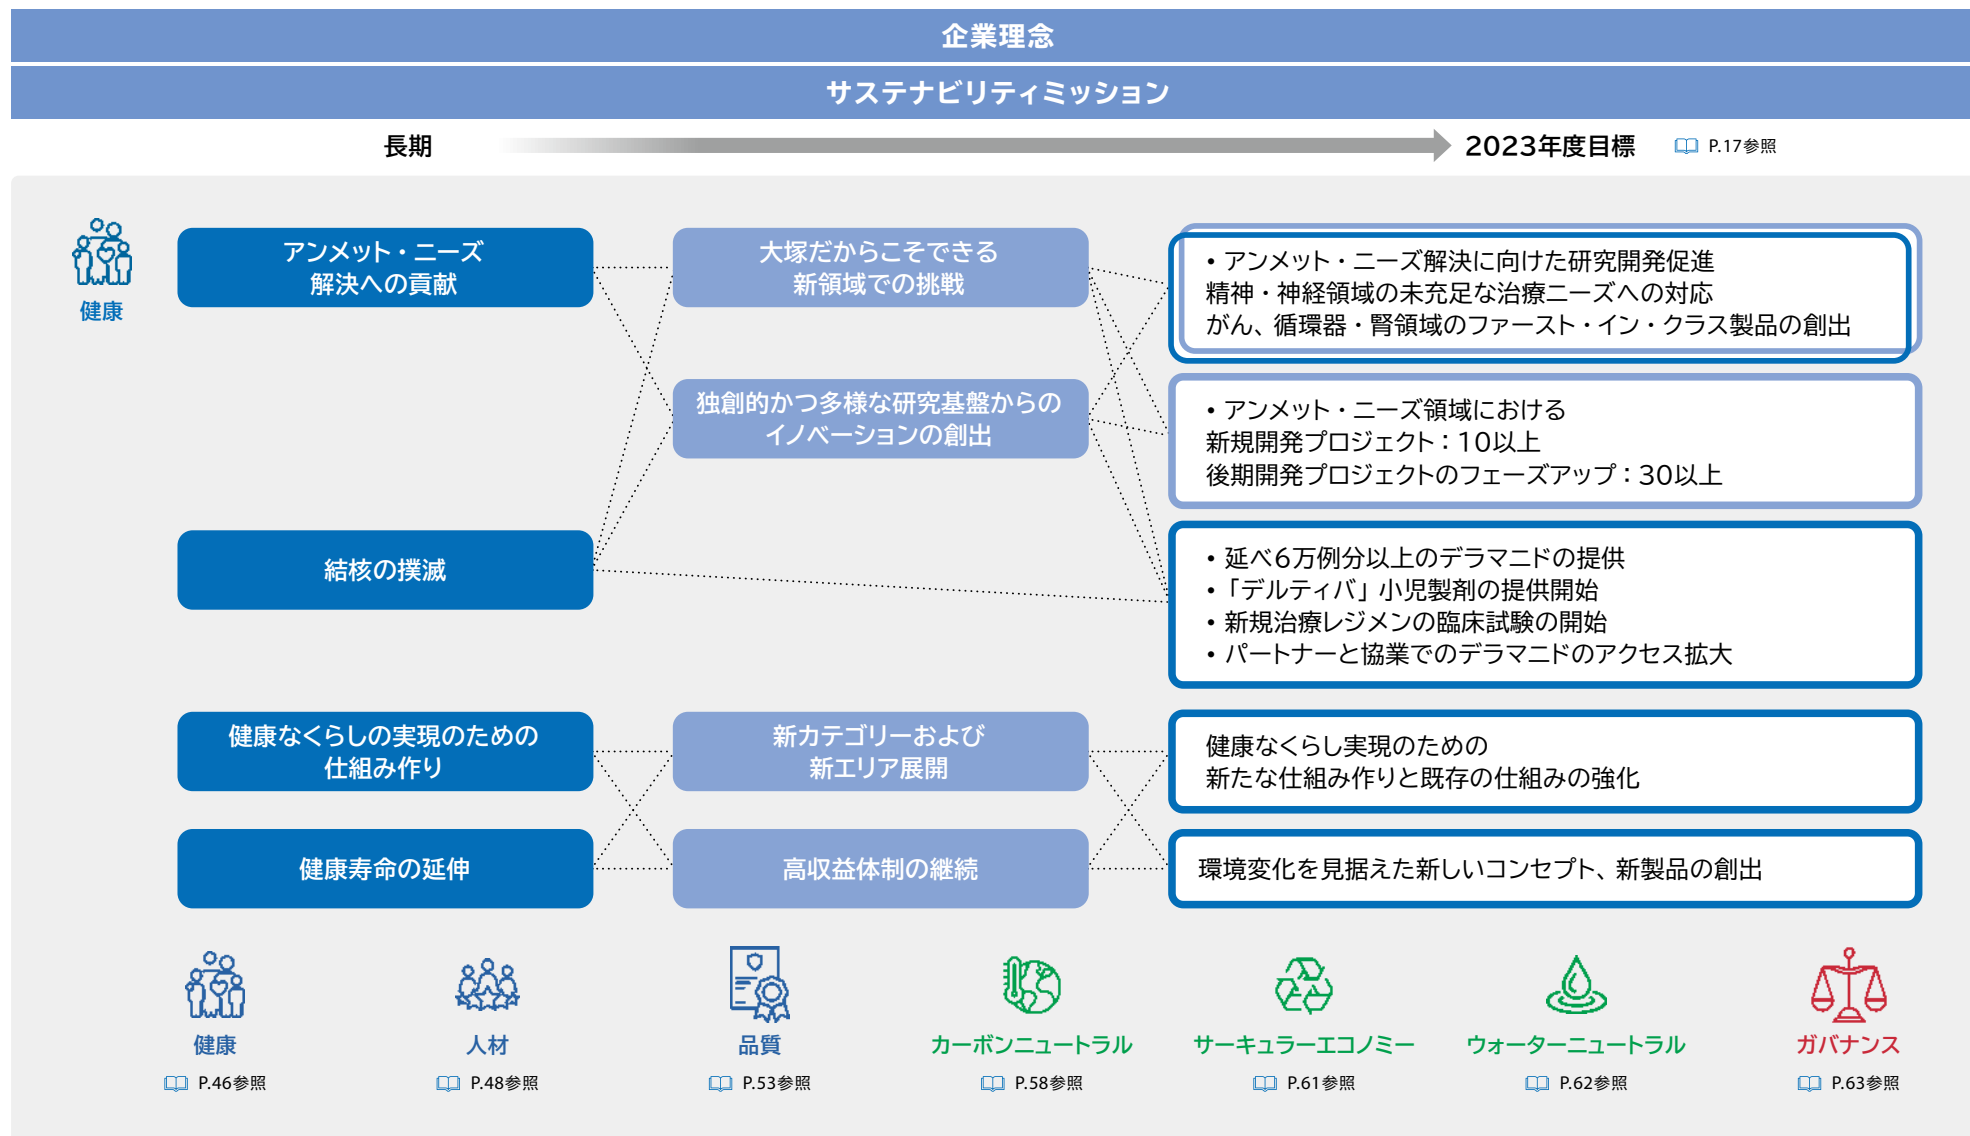 企業理念
サステナビリティミッション
長期
2023年度目標
P.17参照
健康
アンメット・ニーズ
解決への貢献
大塚だからこそできる
新領域での挑戦
• アンメット・ニーズ解決に向けた研究開発促進
精神・神経領域の未充足な治療ニーズへの対応
がん、循環器・腎領域のファースト・イン・クラス製品の創出
独創的かつ多様な研究基盤からの
イノベーションの創出
• アンメット・ニーズ領域における
新規開発プロジェクト：10以上
後期開発プロジェクトのフェーズアップ：30以上
結核の撲滅
• 延べ6万例分以上のデラマニドの提供
• 「デルティバ」小児製剤の提供開始
• 新規治療レジメンの臨床試験の開始
• パートナーと協業でのデラマニドのアクセス拡大
健康なくらしの実現のための
仕組み作り
新カテゴリーおよび
新エリア展開
健康なくらし実現のための
新たな仕組み作りと既存の仕組みの強化
健康寿命の延伸
高収益体制の継続
環境変化を見据えた新しいコンセプト、新製品の創出
健康
人材
品質
カーボンニュートラル
サーキュラーエコノミー
ウォーターニュートラル
ガバナンス
P.46参照
P.48参照
P.53参照
P.58参照
P.61参照
P.62参照
P.63参照